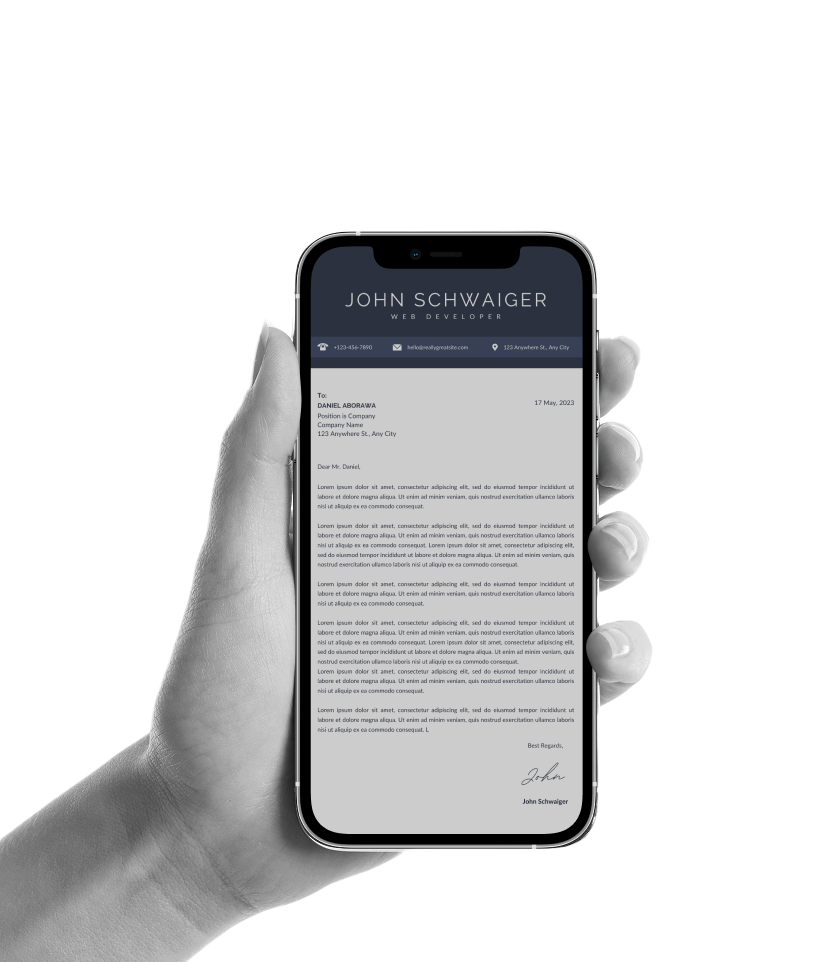 JOHN SCHWAIGER
WEB DEVELOPER
+123-456-7890 hello@reallygreatsite.com 123 Anywhere St., Any City
To:
DANIEL ABORAWA
17 May, 2023
Position is Company
Company Name
123 Anywhere St., Any City
Dear Mr. Daniel,
Lorem ipsum dolor sit amet, consectetur adipiscing elit, sed do eiusmod tempor incididunt ut
labore et dolore magna aliqua. Ut enim ad minim veniam, quis nostrud exercitation ullamco laboris
nisi ut aliquip ex ea commodo consequat.
Lorem ipsum dolor sit amet, consectetur adipiscing elit, sed do eiusmod tempor incididunt ut
labore et dolore magna aliqua. Ut enim ad minim veniam, quis nostrud exercitation ullamco laboris
nisi ut aliquip ex ea commodo consequat. Lorem ipsum dolor sit amet, consectetur adipiscing elit,
sed do eiusmod tempor incididunt ut labore et dolore magna aliqua. Ut enim ad minim veniam, quis
nostrud exercitation ullamco laboris nisi ut aliquip ex ea commodo consequat.
Lorem ipsum dolor sit amet, consectetur adipiscing elit, sed do eiusmod tempor incididunt ut
labore et dolore magna aliqua. Ut enim ad minim veniam, quis nostrud exercitation ullamco laboris
nisi ut aliquip ex ea commodo consequat.
Lorem ipsum dolor sit amet, consectetur adipiscing elit, sed do eiusmod tempor incididunt ut
labore et dolore magna aliqua. Ut enim ad minim veniam, quis nostrud exercitation ullamco laboris
nisi ut aliquip ex ea commodo consequat. Lorem ipsum dolor sit amet, consectetur adipiscing elit,
sed do eiusmod tempor incididunt ut labore et dolore magna aliqua. Ut enim ad minim veniam, quis
nostrud exercitation ullamco laboris nisi ut aliquip ex ea commodo consequat.
Lorem ipsum dolor sit amet, consectetur adipiscing elit, sed do eiusmod tempor incididunt ut
labore et dolore magna aliqua. Ut enim ad minim veniam, quis nostrud exercitation ullamco laboris
nisi ut aliquip ex ea commodo consequat.
Lorem ipsum dolor sit amet, consectetur adipiscing elit, sed do eiusmod tempor incididunt ut
labore et dolore magna aliqua. Ut enim ad minim veniam, quis nostrud exercitation ullamco laboris
nisi ut aliquip ex ea commodo consequat. L
Best Regards,
John
John Schwaiger